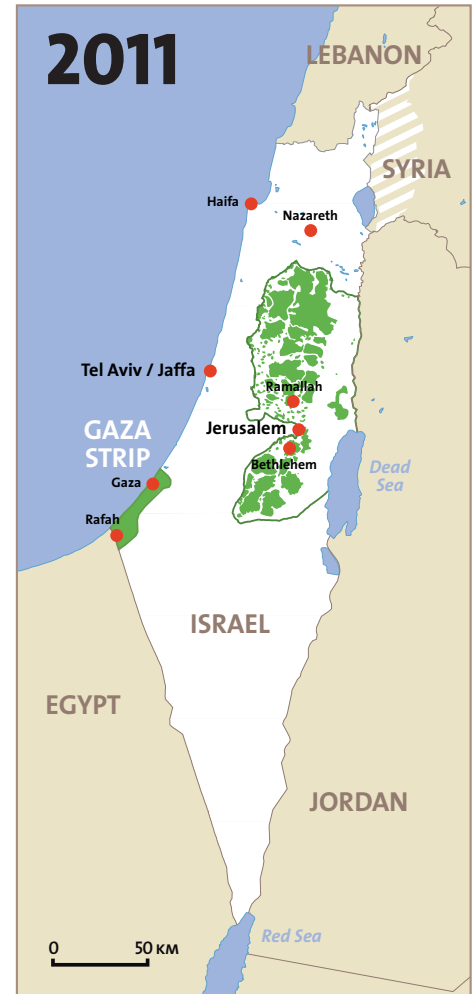 2011
LEBANON
SYRIA
Haifa
Nazareth
Tel Aviv / Jaffa
Ramallah
GAZA
STRIP
Jerusalem
Bethlehem
Dead
Sea
Gaza
Rafah
ISRAEL
EGYPT
JORDAN
Red Sea
0 50 KM